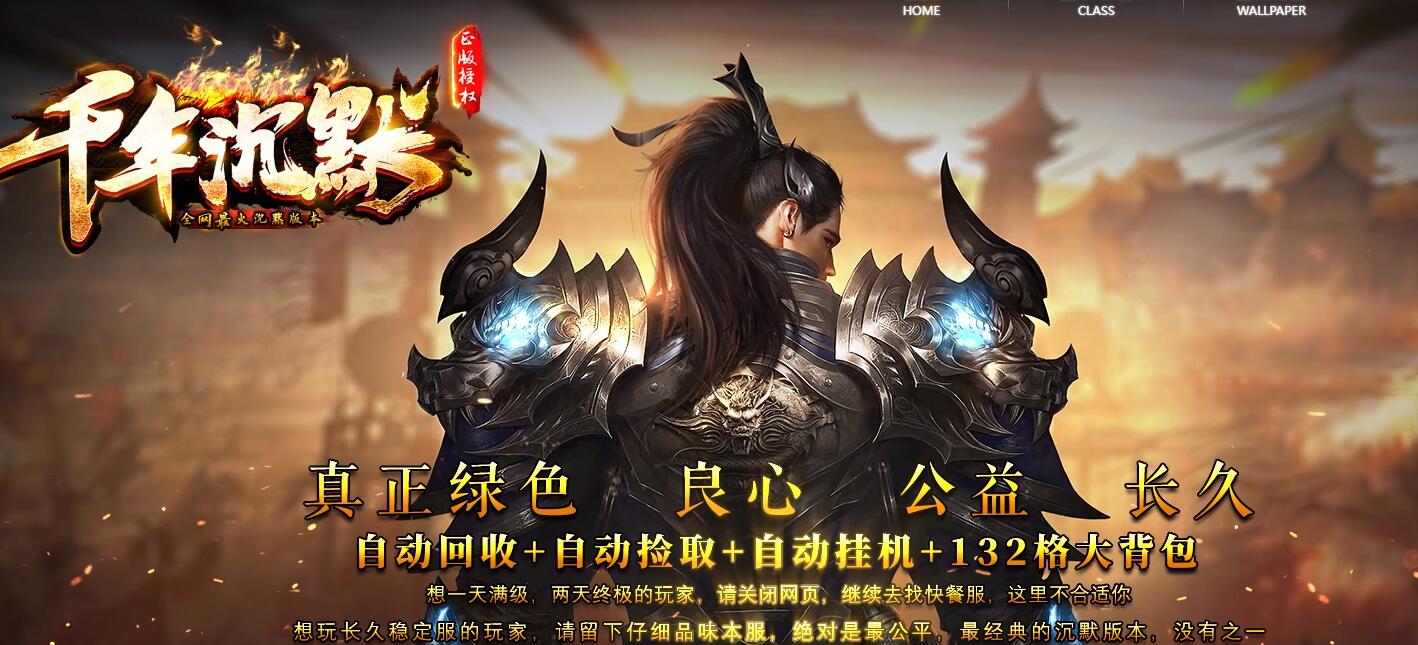 HOME
CLASS
WALLPAPER
千年沉默
正版授权
全网最火沉默版本
真正绿色 良心 公益 长久
自动回收+自动捡取+自动挂机+132格大背包
想一天满级，两天终极的玩家，请关闭网页，继续去找快餐服，这里不合适你
想玩长久稳定服的玩家，请留下仔细品味本服，绝对是最公平，最经典的沉默版本，没有之一